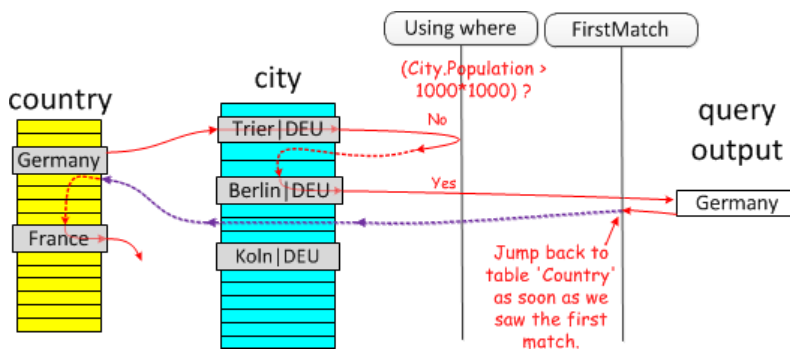 Using where
FirstMatch
(City.Population >
1000*1000) ?
city
country
query
output
Trier|DEU
No
Germany
Berlin|DEU
Yes
Germany
France
Koln|DEU
Jump back to
table 'Country'
as soon as we
saw the first
match.